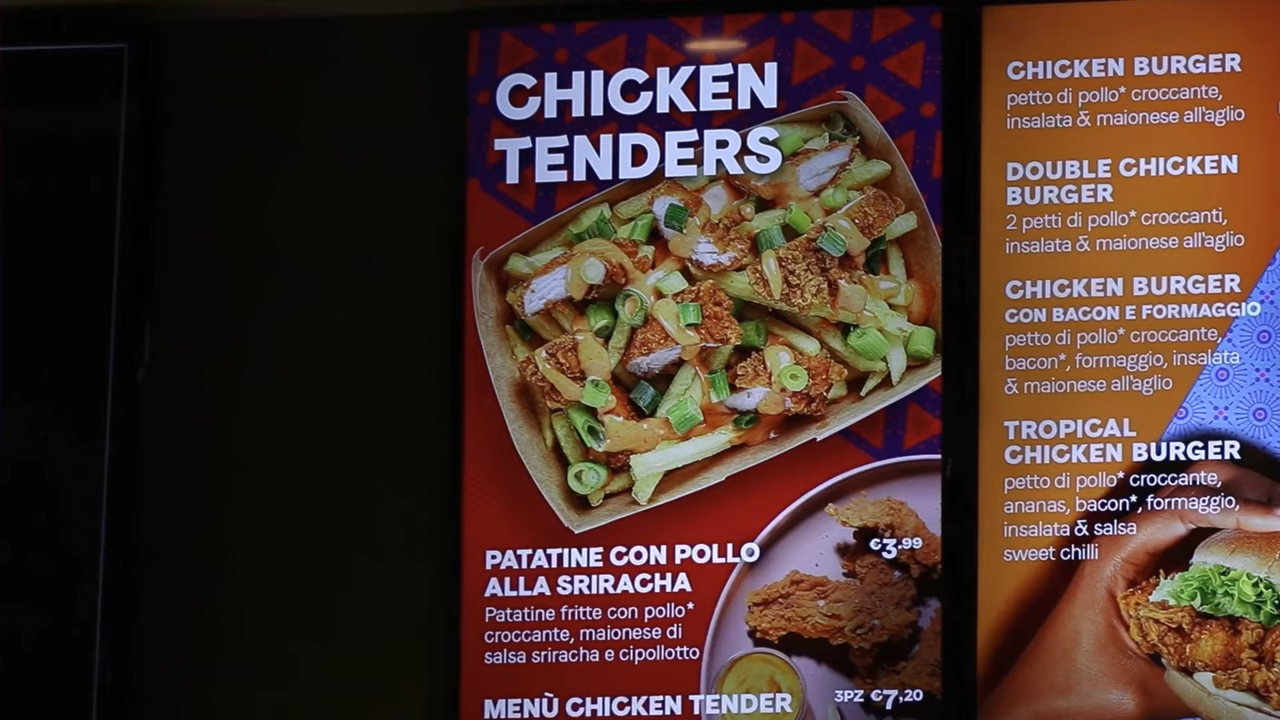 CHICKEN
TENDERS
PATATINE CON POLLO
ALLA SRIRACHA
€3.99
Patatine fritte con pollo*
croccante, maionese di
salsa sriracha e cipollotto
MENÙ CHICKEN TENDER
3PZ €7,20
CHICKEN BURGER
petto di pollo* croccante,
insalata & maionese all'aglio
DOUBLE CHICKEN
BURGER
2 petti di pollo* croccanti,
insalata & maionese all'aglio
CHICKEN BURGER
CON BACON E FORMAGGIO
petto di pollo* croccante,
bacon*, formaggio, insalata
& maionese all'aglio
TROPICAL
CHICKEN BURGER
petto di pollo* croccante,
ananas, bacon*, formaggio,
insalata & salsa
sweet chilli